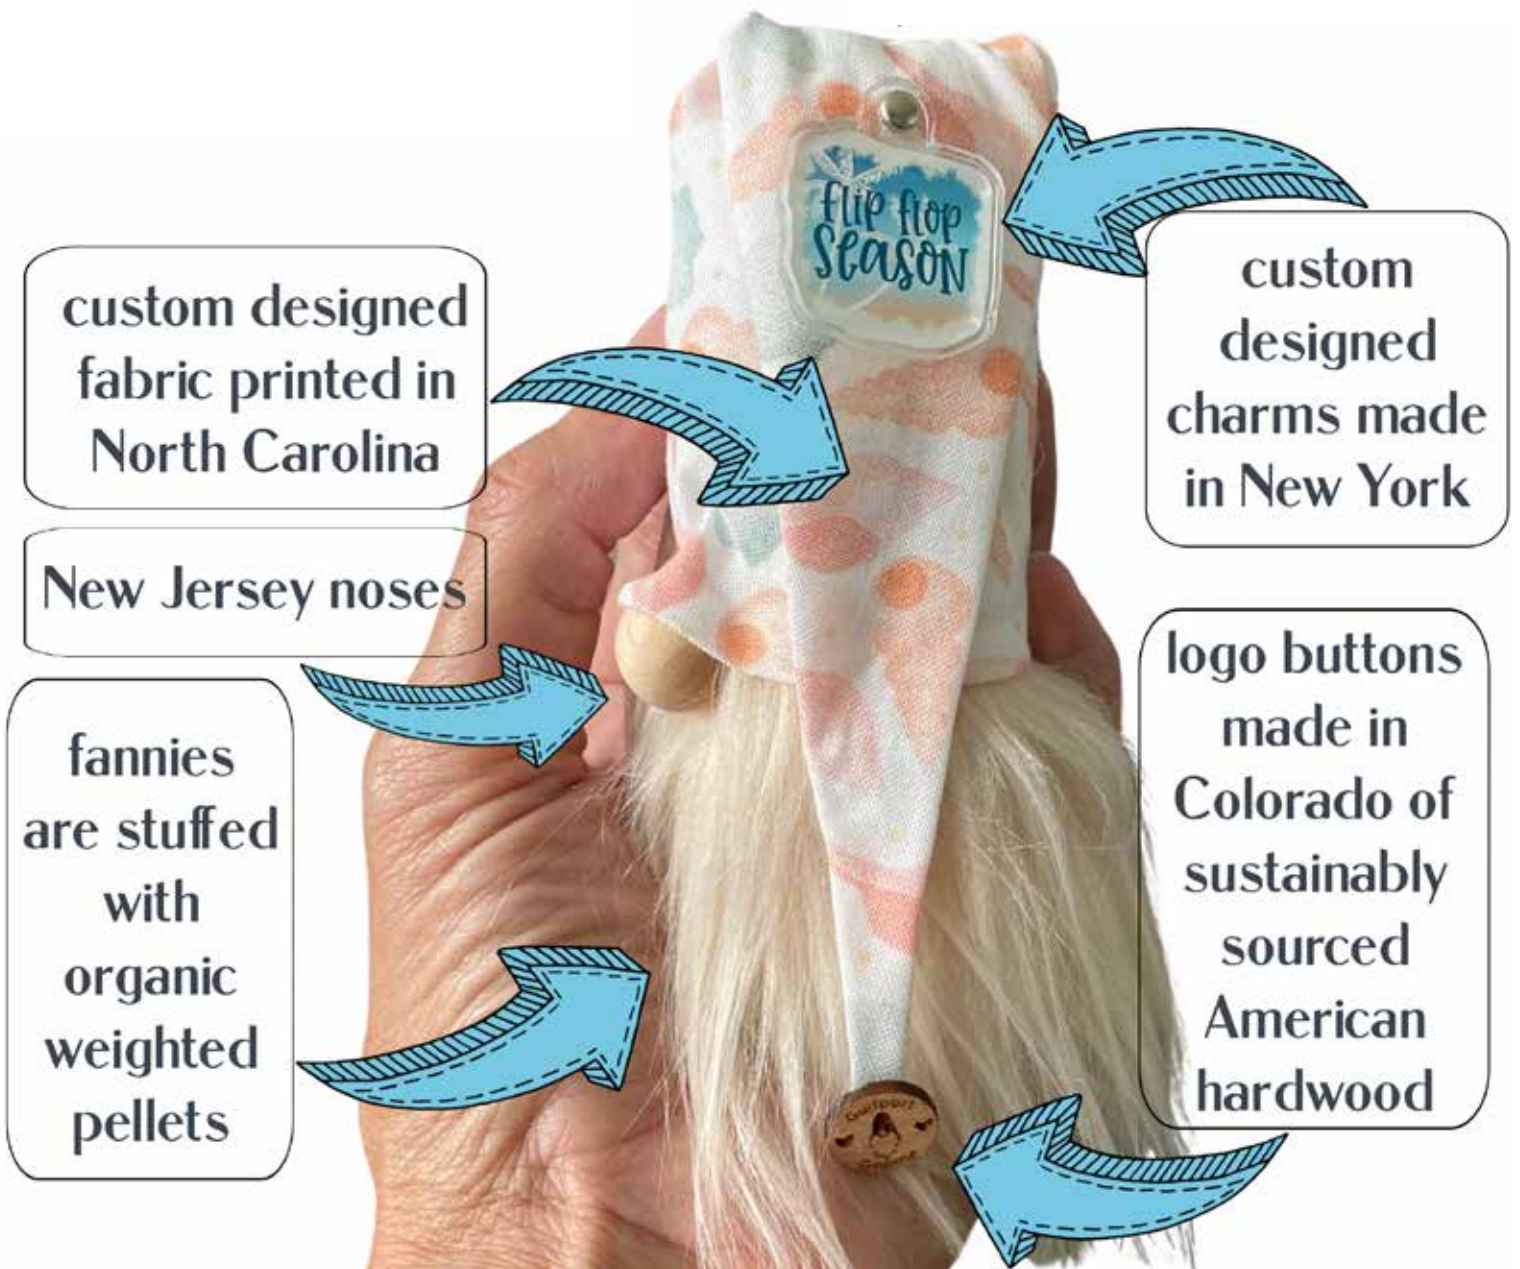 flip flop
season
custom designed
fabric printed in
North Carolina
custom
designed
charms made
in New York
New Jersey noses
fannies
are stuffed
with
organic
weighted
pellets
logo buttons
made in
Colorado of
sustainably
sourced
American
hardwood
Gulfport